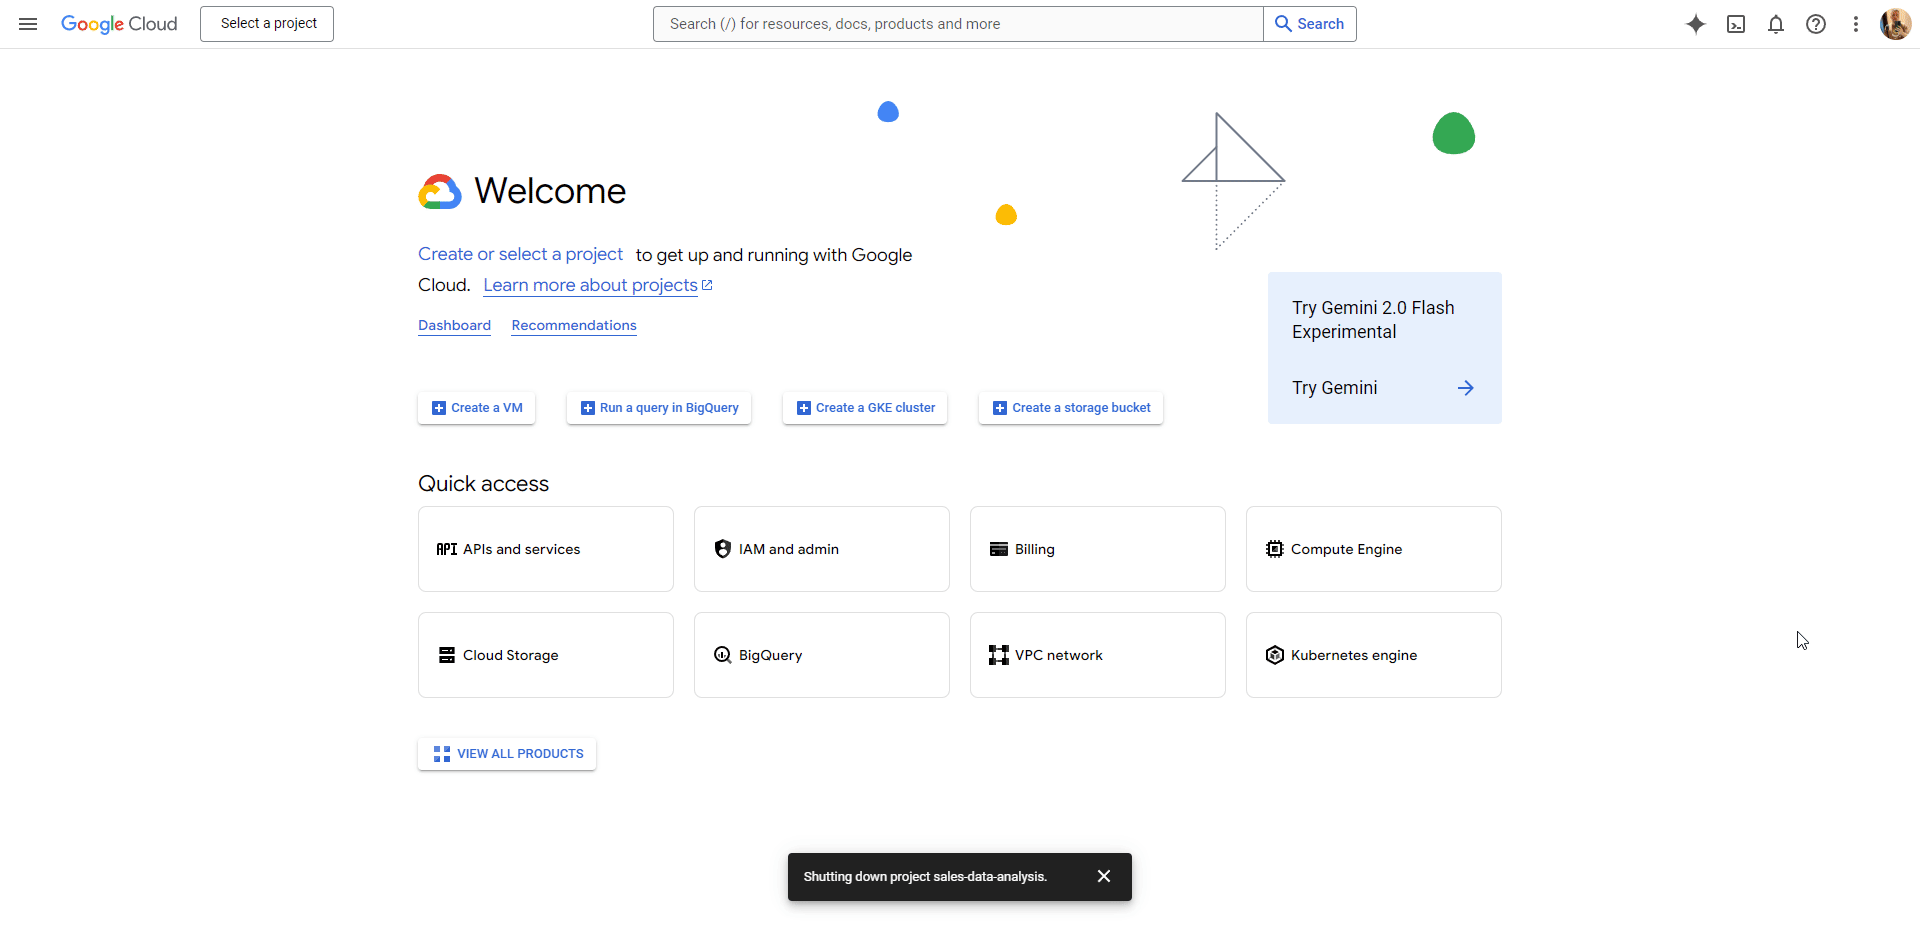 Google Cloud
Select a project
Search (/) for resources, docs, products and more
Search
Welcome
Create or select a project to get up and running with Google
Cloud. Learn more about projects
Dashboard Recommendations
Try Gemini 2.0 Flash
Experimental
Try Gemini
Create a VM
Run a query in BigQuery
Create a GKE cluster
Create a storage bucket
Quick access
API APIs and services
IAM and admin
Billing
Compute Engine
Cloud Storage
BigQuery
VPC network
Kubernetes engine
VIEW ALL PRODUCTS
Shutting down project sales-data-analysis.